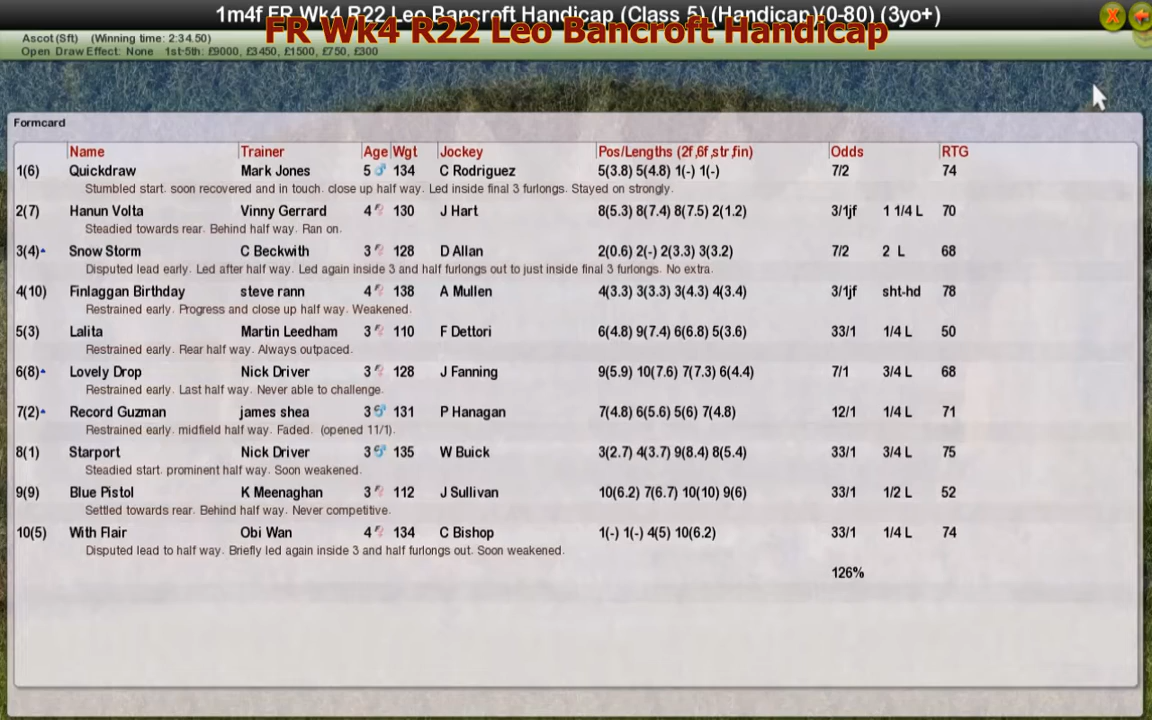 1m4f FR Wk4 R22 Leo Bancroft Handicap (Class 5) (Handicap)(0-80) (3yo+)
FR Wk4 R22 Leo Bancroft Handicap
Ascot(Sft) (Winning time: 2:34.50)
Open Draw Effect: None 1st-5th: £9000, £3450, £1500, £750, £300
Formcard
Name Trainer Age Wgt Jockey Pos/Lengths (2f,6f,str,fin) Odds RTG
1(6) Quickdraw Mark Jones 5 134 C Rodriguez 5(3.8) 5(4.8) 1(-) 1(-) 7/2 74
Stumbled start. soon recovered and in touch. close up half way. Led inside final 3 furlongs. Stayed on strongly.
2(7) Hanun Volta Vinny Gerrard 4 130 J Hart 8(5.3) 8(7.4) 8(7.5) 2(1.2) 3/1jf 1 1/4 L 70
Steadied towards rear. Behind half way. Ran on.
3(4) Snow Storm C Beckwith 3 128 D Allan 2(0.6) 2(-) 2(3.3) 3(3.2) 7/2 2 L 68
Disputed lead early. Led after half way. Led again inside 3 and half furlongs out to just inside final 3 furlongs. No extra.
4(10) Finlaggan Birthday steve rann 4 138 A Mullen 4(3.3) 3(3.3) 3(4.3) 4(3.4) 3/1jf sht-hd 78
Restrained early. Progress and close up half way. Weakened.
5(3) Lalita Martin Leedham 3 110 F Dettori 6(4.8) 9(7.4) 6(6.8) 5(3.6) 33/1 1/4 L 50
Restrained early. Rear half way. Always outpaced.
6(8) Lovely Drop Nick Driver 3 128 J Fanning 9(5.9) 10(7.6) 7(7.3) 6(4.4) 7/1 3/4 L 68
Restrained early. Last half way. Never able to challenge.
7(2) Record Guzman james shea 3 131 P Hanagan 7(4.8) 6(5.6) 5(6) 7(4.8) 12/1 1/4 L 71
Restrained early. midfield half way. Faded. (opened 11/1).
8(1) Starport Nick Driver 3 135 W Buick 3(2.7) 4(3.7) 9(8.4) 8(5.4) 33/1 3/4 L 75
Steadied start. prominent half way. Soon weakened.
9(9) Blue Pistol K Meenaghan 3 112 J Sullivan 10(6.2) 7(6.7) 10(10) 9(6) 33/1 1/2 L 52
Settled towards rear. Behind half way. Never competitive.
10(5) With Flair Obi Wan 4 134 C Bishop 1(-) 1(-) 4(5) 10(6.2) 33/1 1/4 L 74
Disputed lead to half way. Briefly led again inside 3 and half furlongs out. Soon weakened.
126%